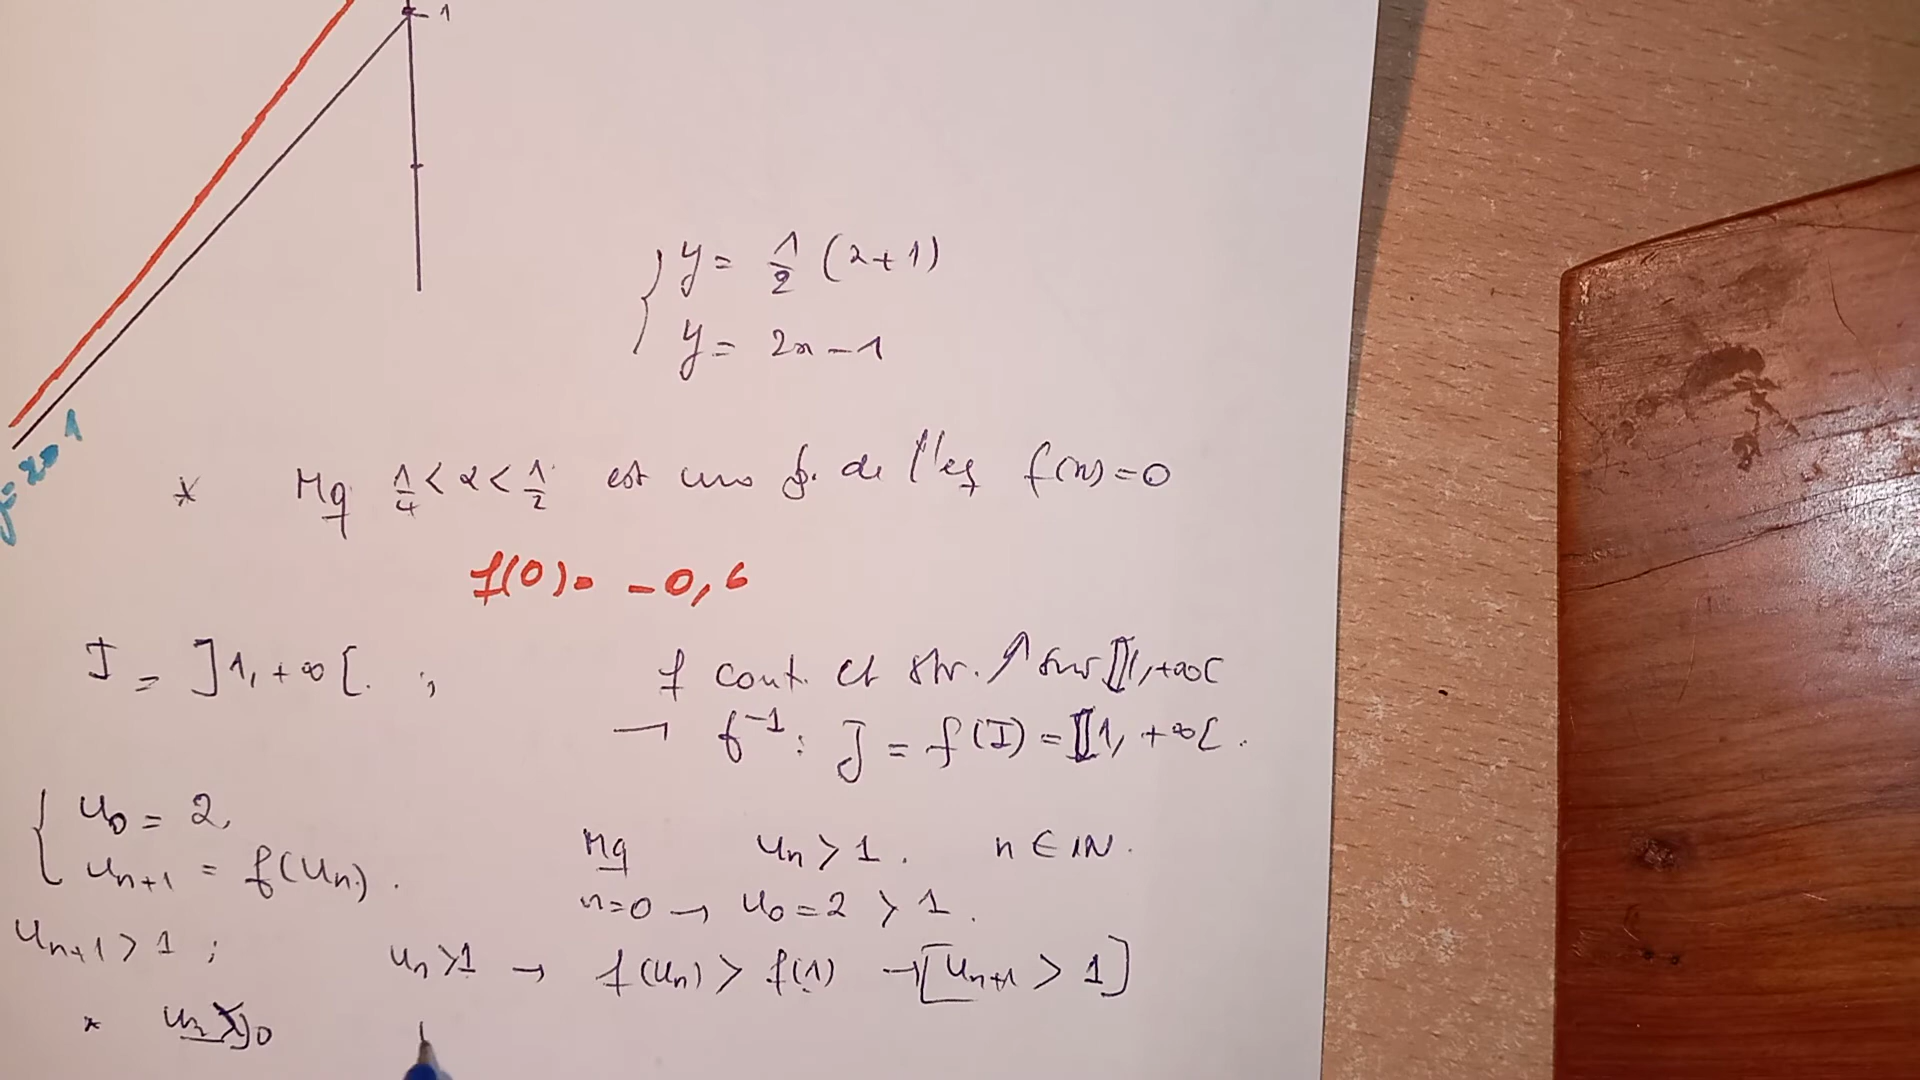 1
y = 1/2 (2+1)
y = 2x - 1
* Mq 1/4 < α < 1/2 est une f. de l'eq f(x) = 0
f(0) = -0,6
I = ]1, +∞[ ; f cont. et str. ↗ sur [1, +∞[
→ f⁻¹ : J = f(I) = [1, +∞[.
u₀ = 2, Mq uₙ > 1. n ∈ IN.
uₙ₊₁ = f(uₙ). n=0 → u₀ = 2 > 1.
uₙ₊₁ > 1 ; uₙ > 1 → f(uₙ) > f(1) → [uₙ₊₁ > 1]
*